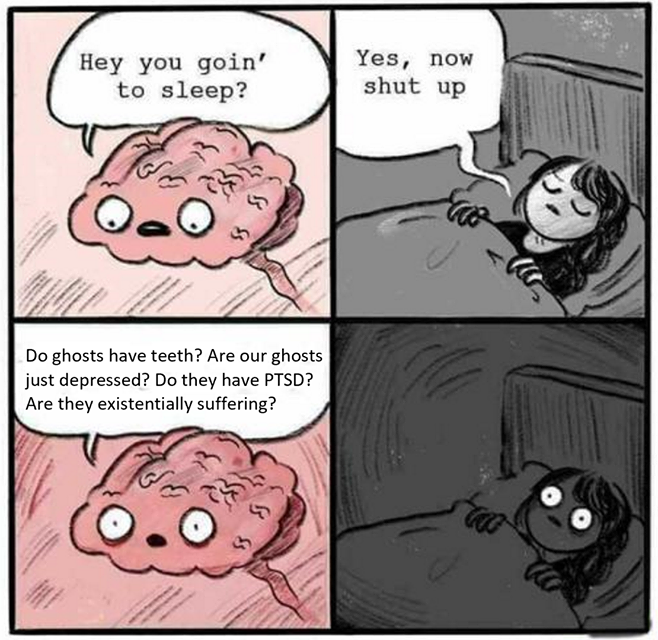 Hey you goin'
to sleep?
Yes, now
shut up
Do ghosts have teeth? Are our ghosts
just depressed? Do they have PTSD?
Are they existentially suffering?